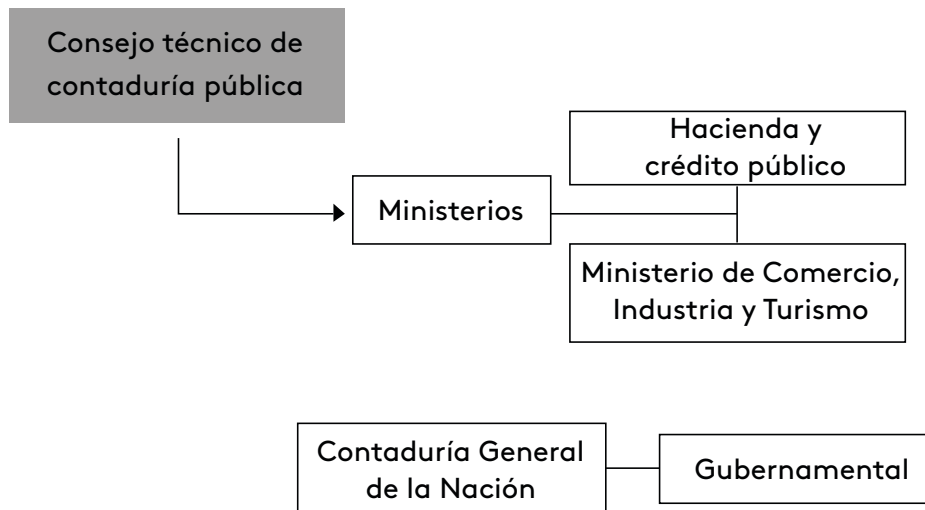 Consejo técnico de
contaduría pública
Hacienda y
crédito público
Ministerios
Ministerio de Comercio,
Industria y Turismo
Contaduría General
de la Nación
Gubernamental